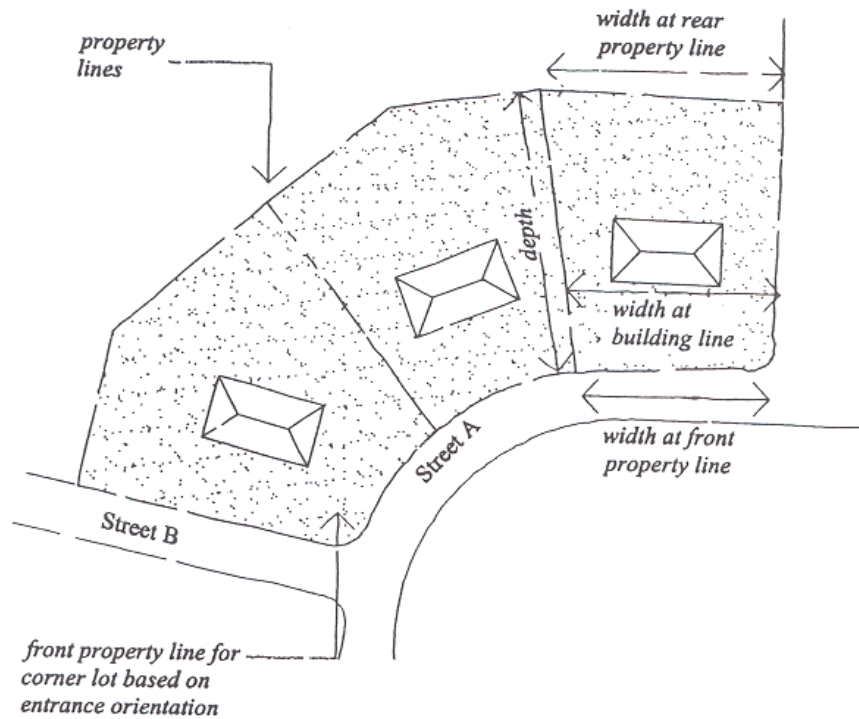 property
lines
width at rear
property line
depth
width at
building line
Street A
width at front
property line
Street B
front property line for
corner lot based on
entrance orientation